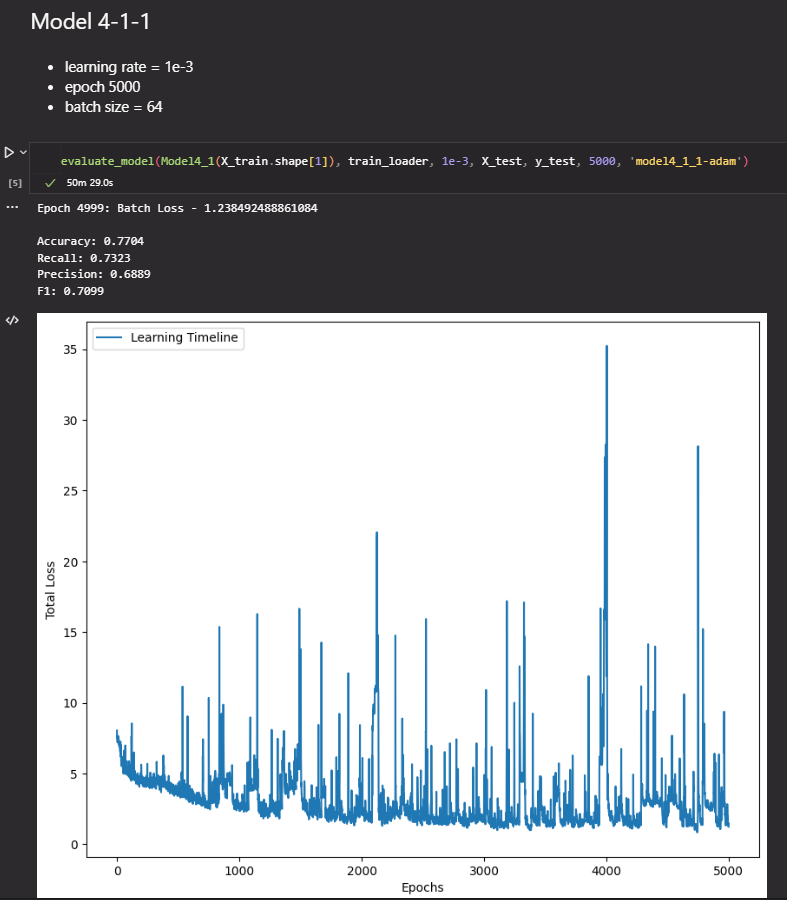 Model 4-1-1
• learning rate = 1e-3
• epoch 5000
• batch size = 64
evaluate_model(Model4_1(X_train.shape[1]), train_loader, 1e-3, X_test, y_test, 5000, 'model4_1_1-adam')
[5]
50m 29.0s
Epoch 4999: Batch Loss - 1.238492488861084
Accuracy: 0.7704
Recall: 0.7323
Precision: 0.6889
F1: 0.7099
Learning Timeline
35
30
25
20
15
10
5
0
Total Loss
0 1000 2000 3000 4000 5000
Epochs